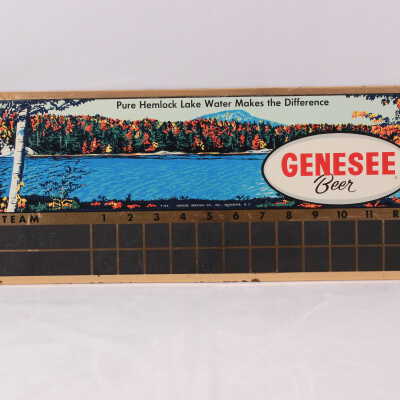 Pure Hemlock Lake Water Makes the Difference
GENESEE
Beer
TEAM 1 2 3 4 5 6 7 8 9 10 11 R